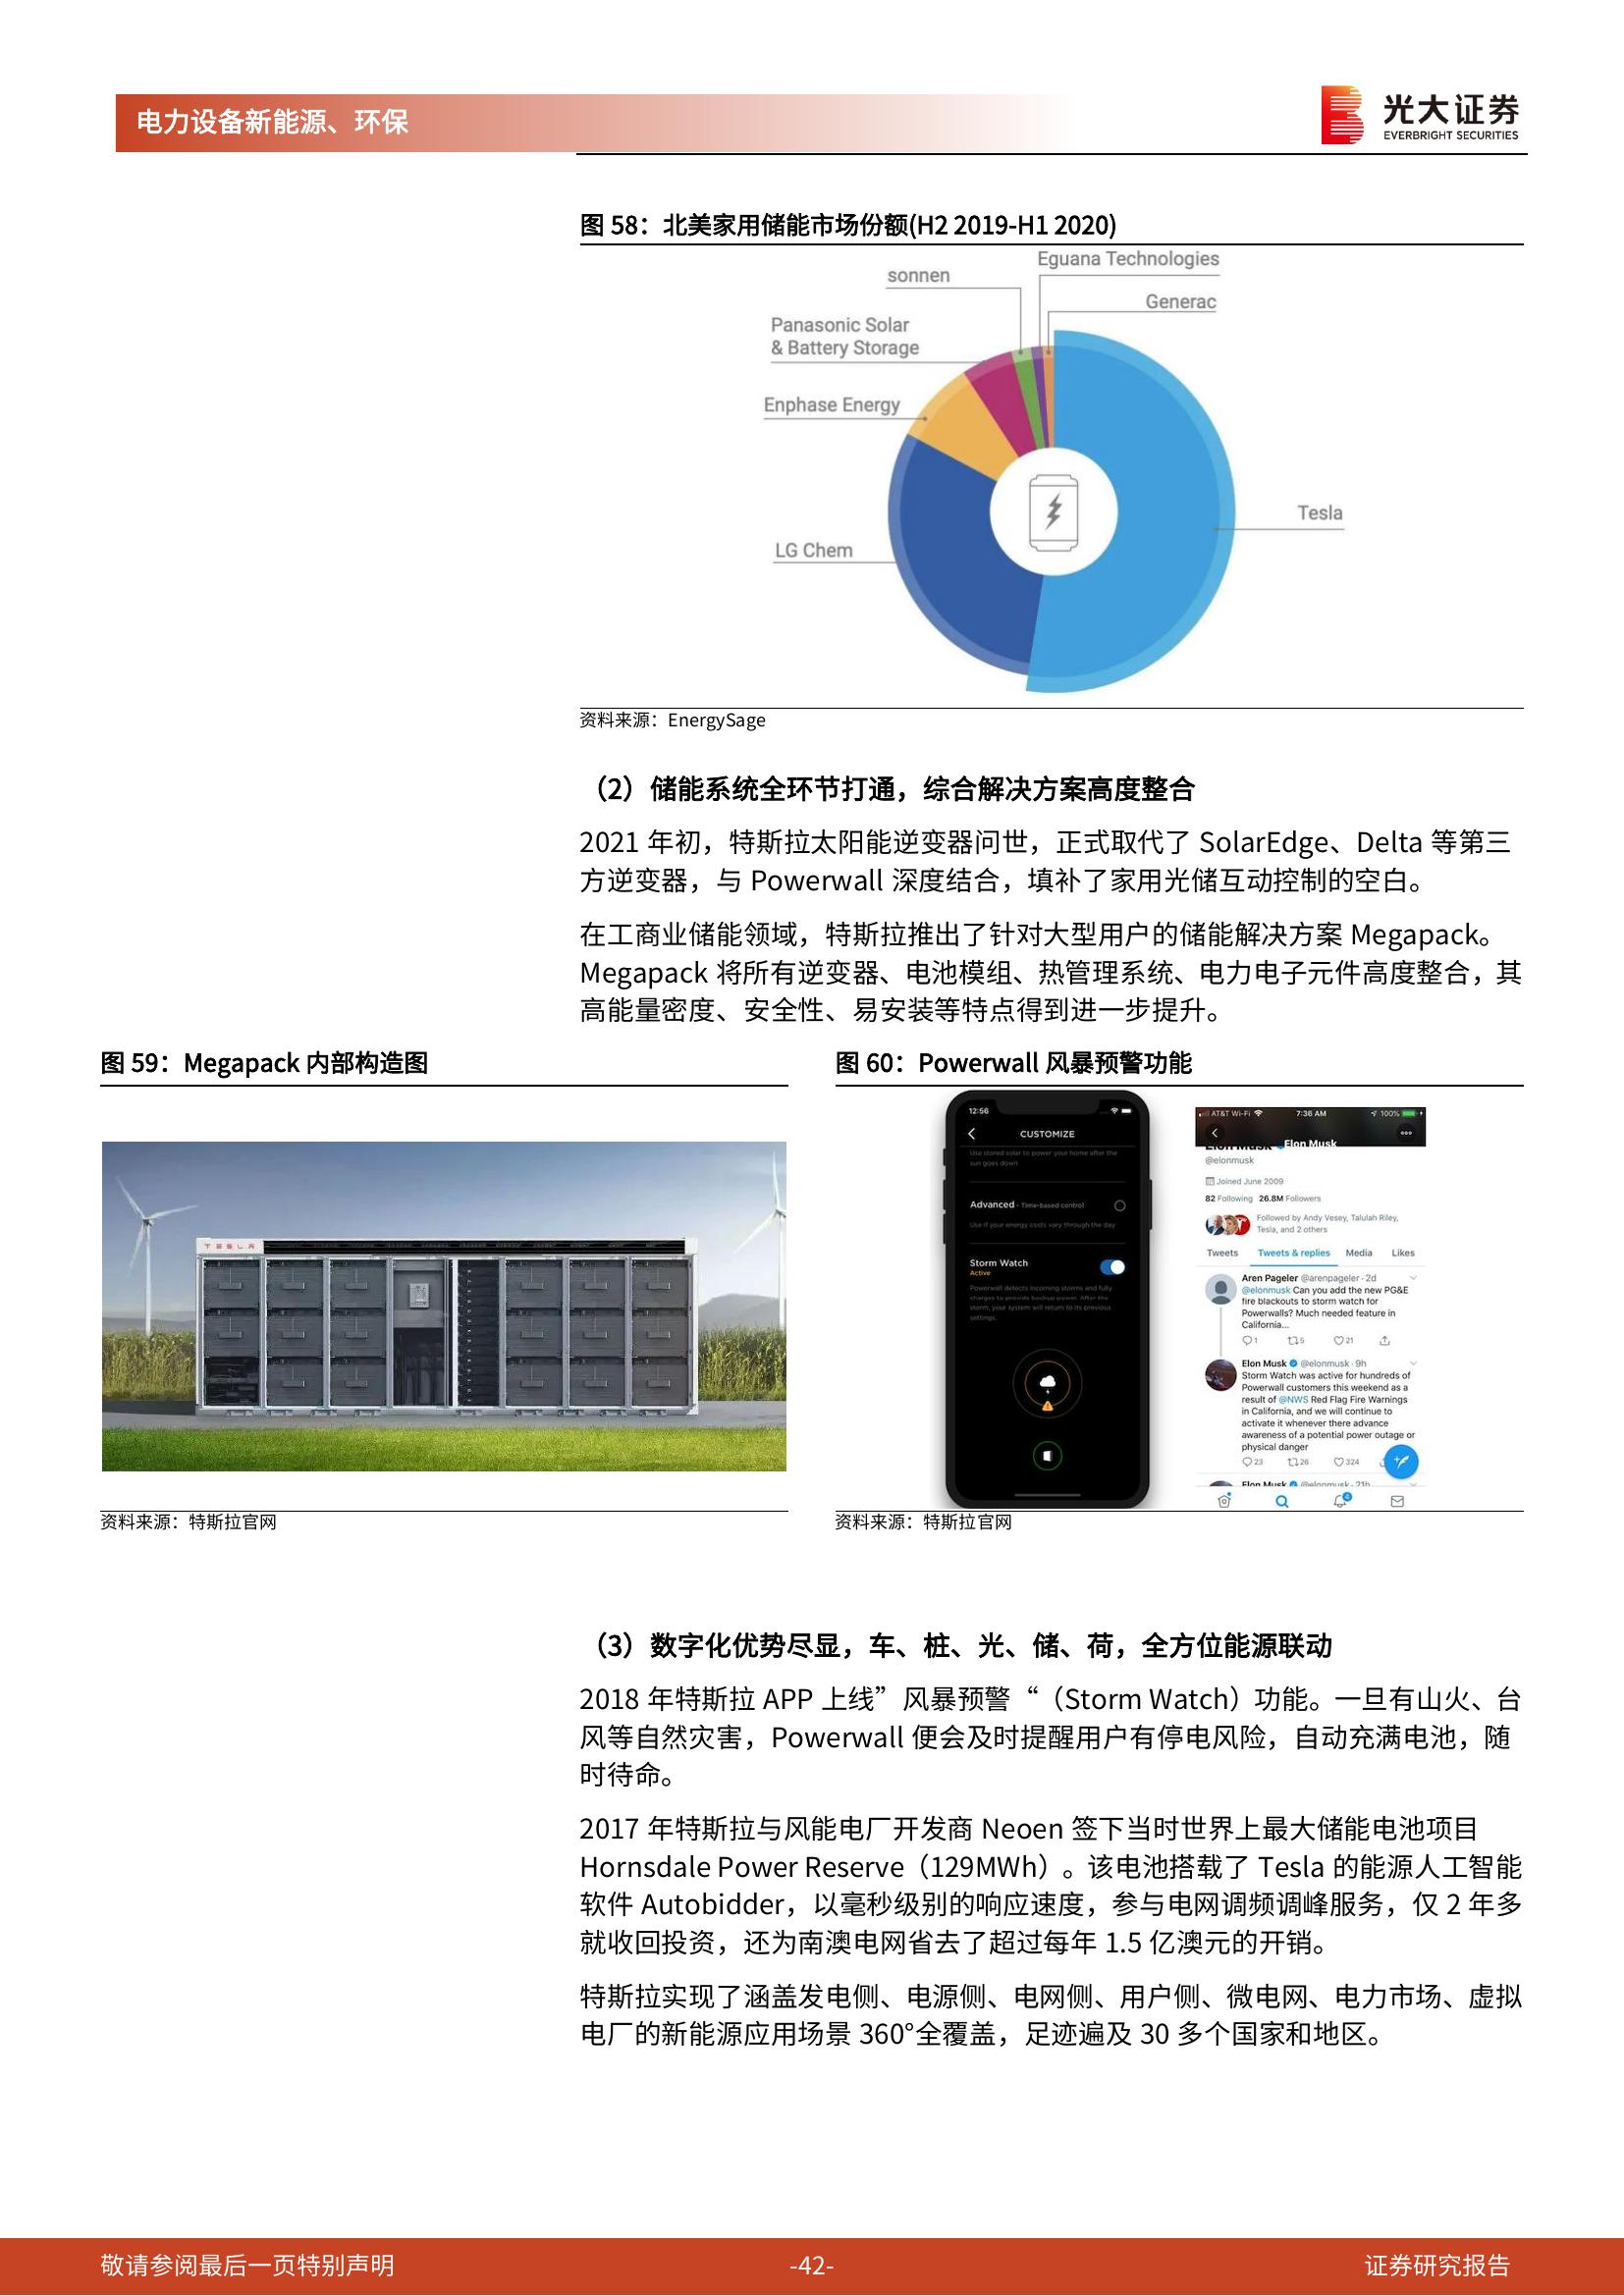 电力设备新能源、环保
光大证券
EVERBRIGHT SECURITIES
图 58：北美家用储能市场份额(H2 2019-H1 2020)
Eguana Technologies
sonnen
Generac
Panasonic Solar
& Battery Storage
Enphase Energy
Tesla
LG Chem
资料来源：EnergySage
（2）储能系统全环节打通，综合解决方案高度整合
2021 年初，特斯拉太阳能逆变器问世，正式取代了 SolarEdge、Delta 等第三
方逆变器，与 Powerwall 深度结合，填补了家用光储互动控制的空白。
在工商业储能领域，特斯拉推出了针对大型用户的储能解决方案 Megapack。
Megapack 将所有逆变器、电池模组、热管理系统、电力电子元件高度整合，其
高能量密度、安全性、易安装等特点得到进一步提升。
图 59：Megapack 内部构造图
TESLA
资料来源：特斯拉官网
图 60：Powerwall 风暴预警功能
12:56
CUSTOMIZE
Use stored solar to power your home after the
sun goes down
Advanced - Time-based control
Use if your energy costs vary through the day
Storm Watch
Active
Powerwall detects incoming storms and fully
charges to provide backup power. After the
storm, your system will return to its previous
settings.
AT&T Wi-Fi 7:36 AM 100%
Elon Musk
Elon Musk
@elonmusk
Joined June 2009
82 Following 26.8M Followers
Followed by Andy Vesey, Talulah Riley,
Tesla, and 2 others
Tweets Tweets & replies Media Likes
Aren Pageler @arenpageler · 2d
@elonmusk Can you add the new PG&E
fire blackouts to storm watch for
Powerwalls? Much needed feature in
California...
1 5 21
Elon Musk @elonmusk · 9h
Storm Watch was active for hundreds of
Powerwall customers this weekend as a
result of @NWS Red Flag Fire Warnings
in California, and we will continue to
activate it whenever there advance
awareness of a potential power outage or
physical danger
23 26 324
Elon Musk @elonmusk · 21h
4
资料来源：特斯拉官网
（3）数字化优势尽显，车、桩、光、储、荷，全方位能源联动
2018 年特斯拉 APP 上线”风暴预警“（Storm Watch）功能。一旦有山火、台
风等自然灾害，Powerwall 便会及时提醒用户有停电风险，自动充满电池，随
时待命。
2017 年特斯拉与风能电厂开发商 Neoen 签下当时世界上最大储能电池项目
Hornsdale Power Reserve（129MWh）。该电池搭载了 Tesla 的能源人工智能
软件 Autobidder，以毫秒级别的响应速度，参与电网调频调峰服务，仅 2 年多
就收回投资，还为南澳电网省去了超过每年 1.5 亿澳元的开销。
特斯拉实现了涵盖发电侧、电源侧、电网侧、用户侧、微电网、电力市场、虚拟
电厂的新能源应用场景 360°全覆盖，足迹遍及 30 多个国家和地区。
敬请参阅最后一页特别声明
-42-
证券研究报告